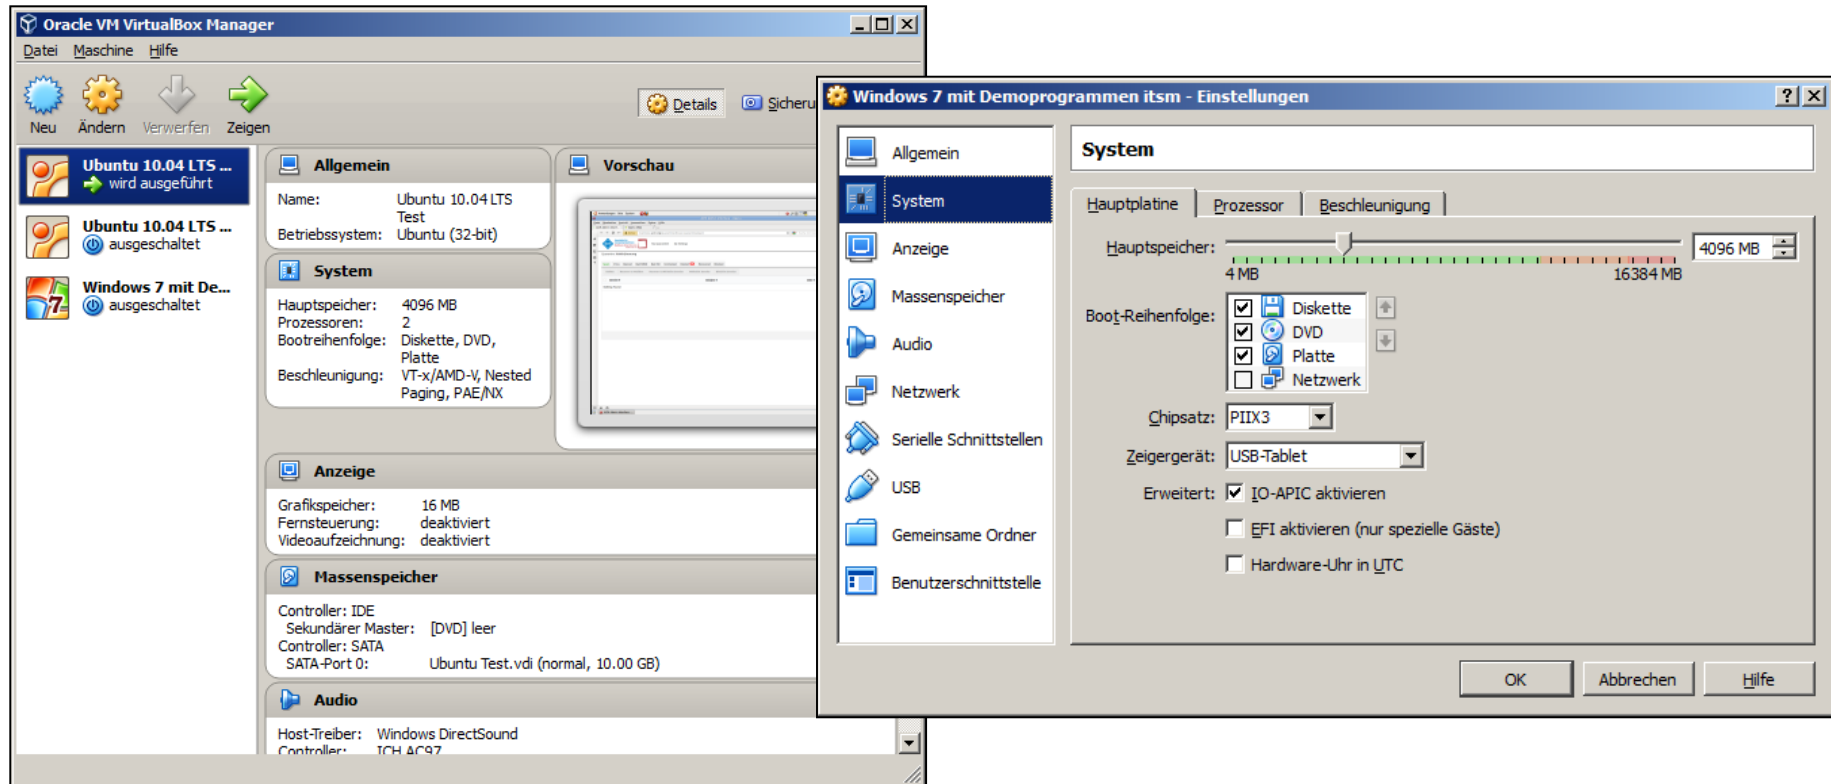 Oracle VM VirtualBox Manager
Datei Maschine Hilfe
Neu Ändern Verwerfen Zeigen
Details
Ubuntu 10.04 LTS ...
wird ausgeführt
Ubuntu 10.04 LTS ...
ausgeschaltet
Windows 7 mit De...
ausgeschaltet
Allgemein
Name: Ubuntu 10.04 LTS
Test
Betriebssystem: Ubuntu (32-bit)
Vorschau
System
Hauptspeicher: 4096 MB
Prozessoren: 2
Bootreihenfolge: Diskette, DVD,
Platte
Beschleunigung: VT-x/AMD-V, Nested
Paging, PAE/NX
Anzeige
Grafikspeicher: 16 MB
Fernsteuerung: deaktiviert
Videoaufzeichnung: deaktiviert
Massenspeicher
Controller: IDE
Sekundärer Master: [DVD] leer
Controller: SATA
SATA-Port 0: Ubuntu Test.vdi (normal, 10.00 GB)
Audio
Host-Treiber: Windows DirectSound
Controller: ICH AC97
Windows 7 mit Demoprogrammen itsm - Einstellungen
Allgemein
System
Anzeige
Massenspeicher
Audio
Netzwerk
Serielle Schnittstellen
USB
Gemeinsame Ordner
Benutzerschnittstelle
System
Hauptplatine Prozessor Beschleunigung
Hauptspeicher: 4096 MB
4 MB 16384 MB
Boot-Reihenfolge: Diskette
DVD
Platte
Netzwerk
Chipsatz: PIIX3
Zeigergerät: USB-Tablet
Erweitert: IO-APIC aktivieren
EFI aktivieren (nur spezielle Gäste)
Hardware-Uhr in UTC
OK Abbrechen Hilfe